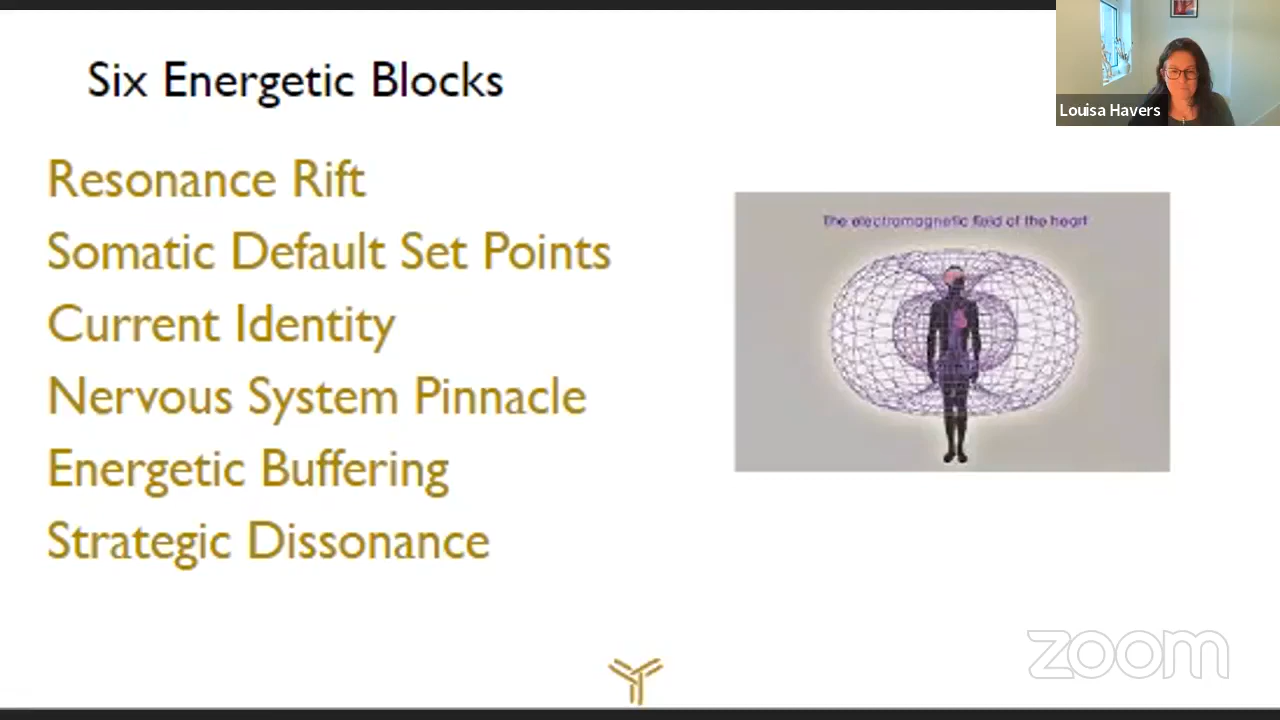 Six Energetic Blocks
Louisa Havers
Resonance Rift
Somatic Default Set Points
Current Identity
Nervous System Pinnacle
Energetic Buffering
Strategic Dissonance
The electromagnetic field of the heart
zoom